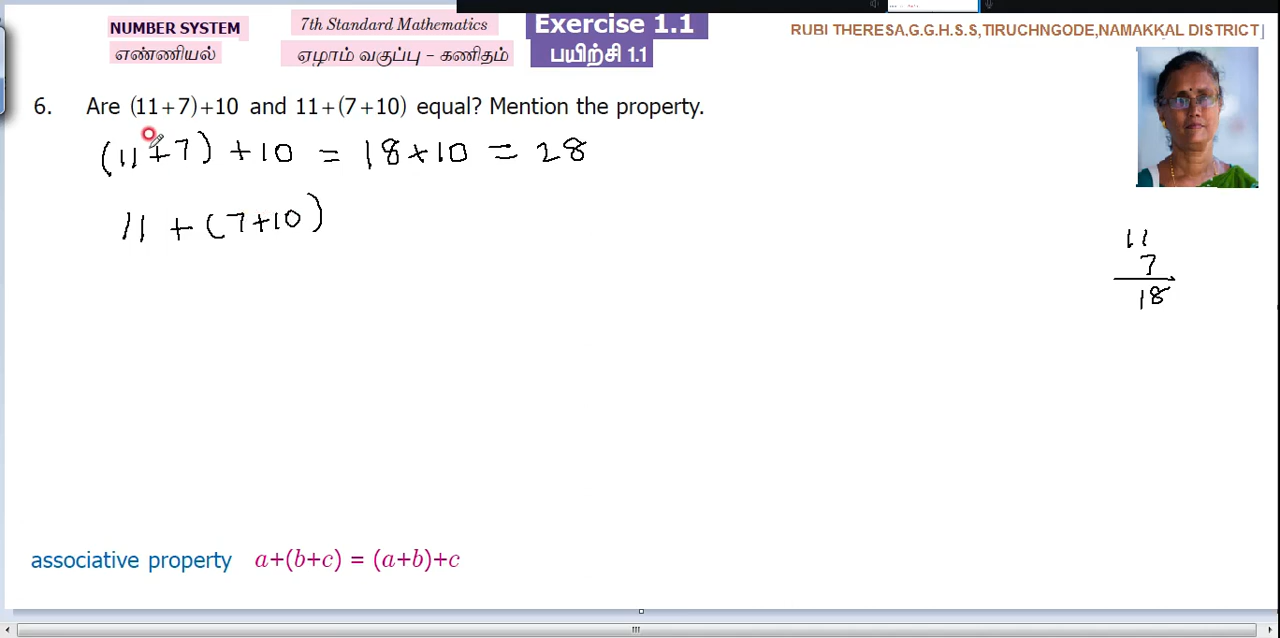 NUMBER SYSTEM
எண்ணியல்
7th Standard Mathematics
ஏழாம் வகுப்பு – கணிதம்
Exercise 1.1
பயிற்சி 1.1
RUBI THERESA,G.G.H.S.S,TIRUCHNGODE,NAMAKKAL DISTRICT]
6. Are (11+7)+10 and 11+(7+10) equal? Mention the property.
(11+7) + 10 = 18+10 = 28
11 + (7+10)
11
7
18
associative property a+(b+c) = (a+b)+c